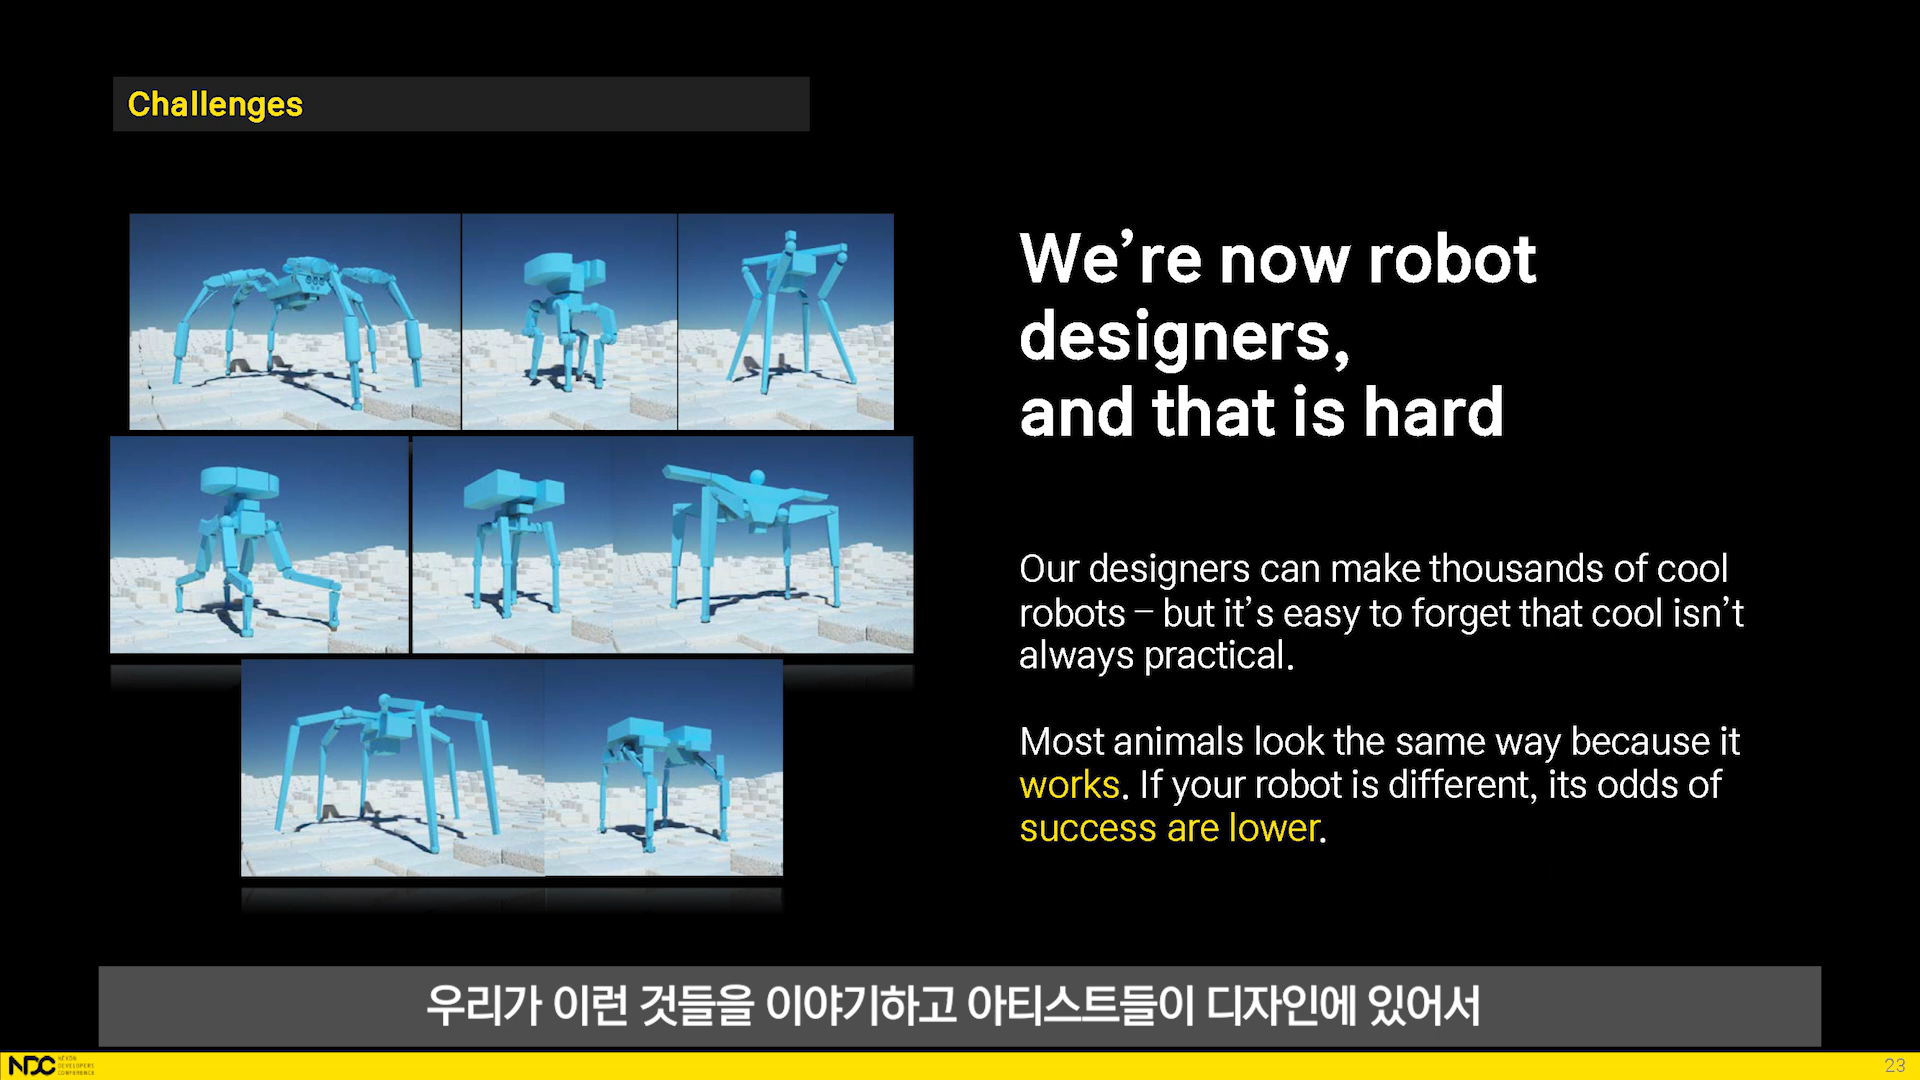 Challenges
We’re now robot
designers,
and that is hard
Our designers can make thousands of cool
robots – but it’s easy to forget that cool isn’t
always practical.
Most animals look the same way because it
works. If your robot is different, its odds of
success are lower.
우리가 이런 것들을 이야기하고 아티스트들이 디자인에 있어서
NDC
NEXON
DEVELOPERS
CONFERENCE
23